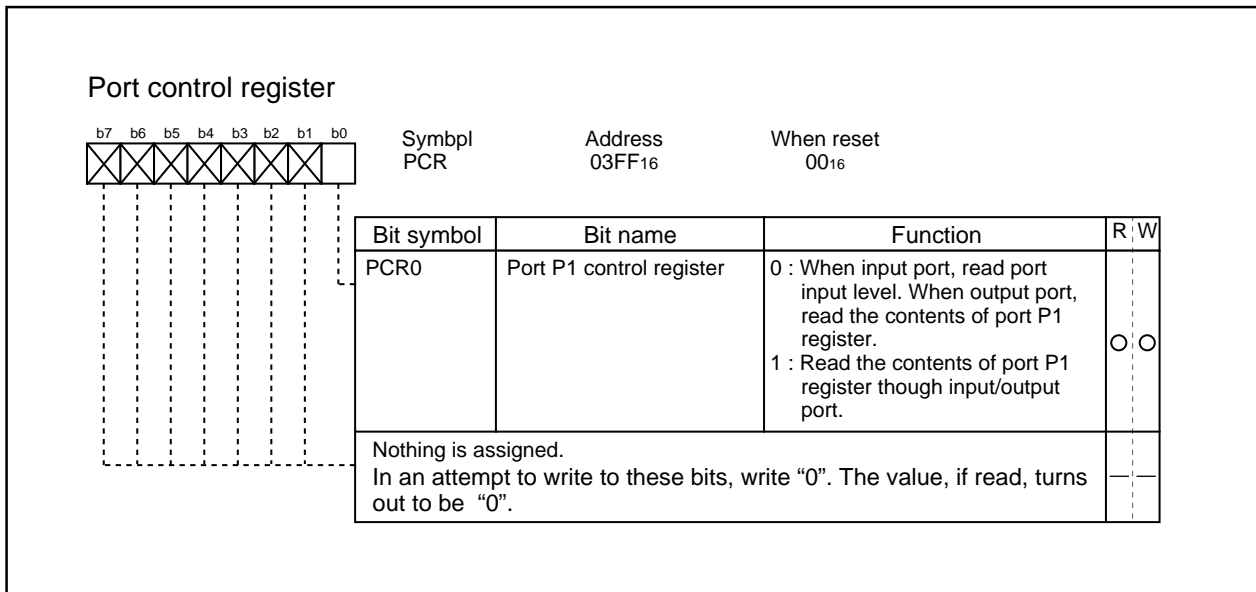 Port control register
b7 b6 b5 b4 b3 b2 b1 b0
Symbpl Address When reset
PCR 03FF16 0016
Bit symbol Bit name Function R W
PCR0 Port P1 control register 0 : When input port, read port
input level. When output port,
read the contents of port P1
register.
1 : Read the contents of port P1
register though input/output
port.
Nothing is assigned.
In an attempt to write to these bits, write “0”. The value, if read, turns
out to be “0”.